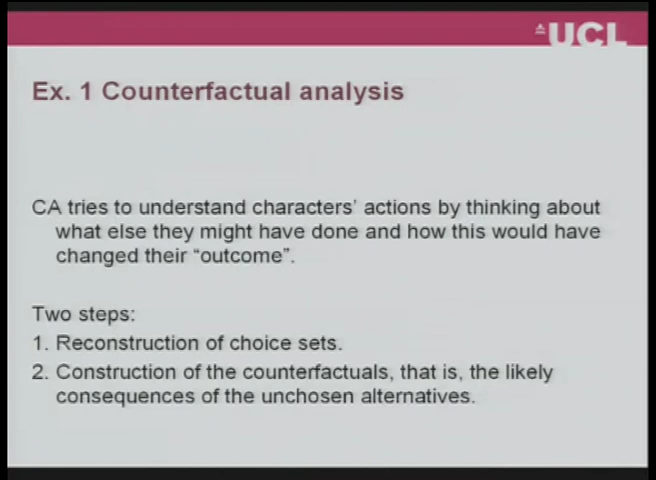 UCL
Ex. 1 Counterfactual analysis
CA tries to understand characters' actions by thinking about
what else they might have done and how this would have
changed their “outcome”.
Two steps:
1. Reconstruction of choice sets.
2. Construction of the counterfactuals, that is, the likely
consequences of the unchosen alternatives.